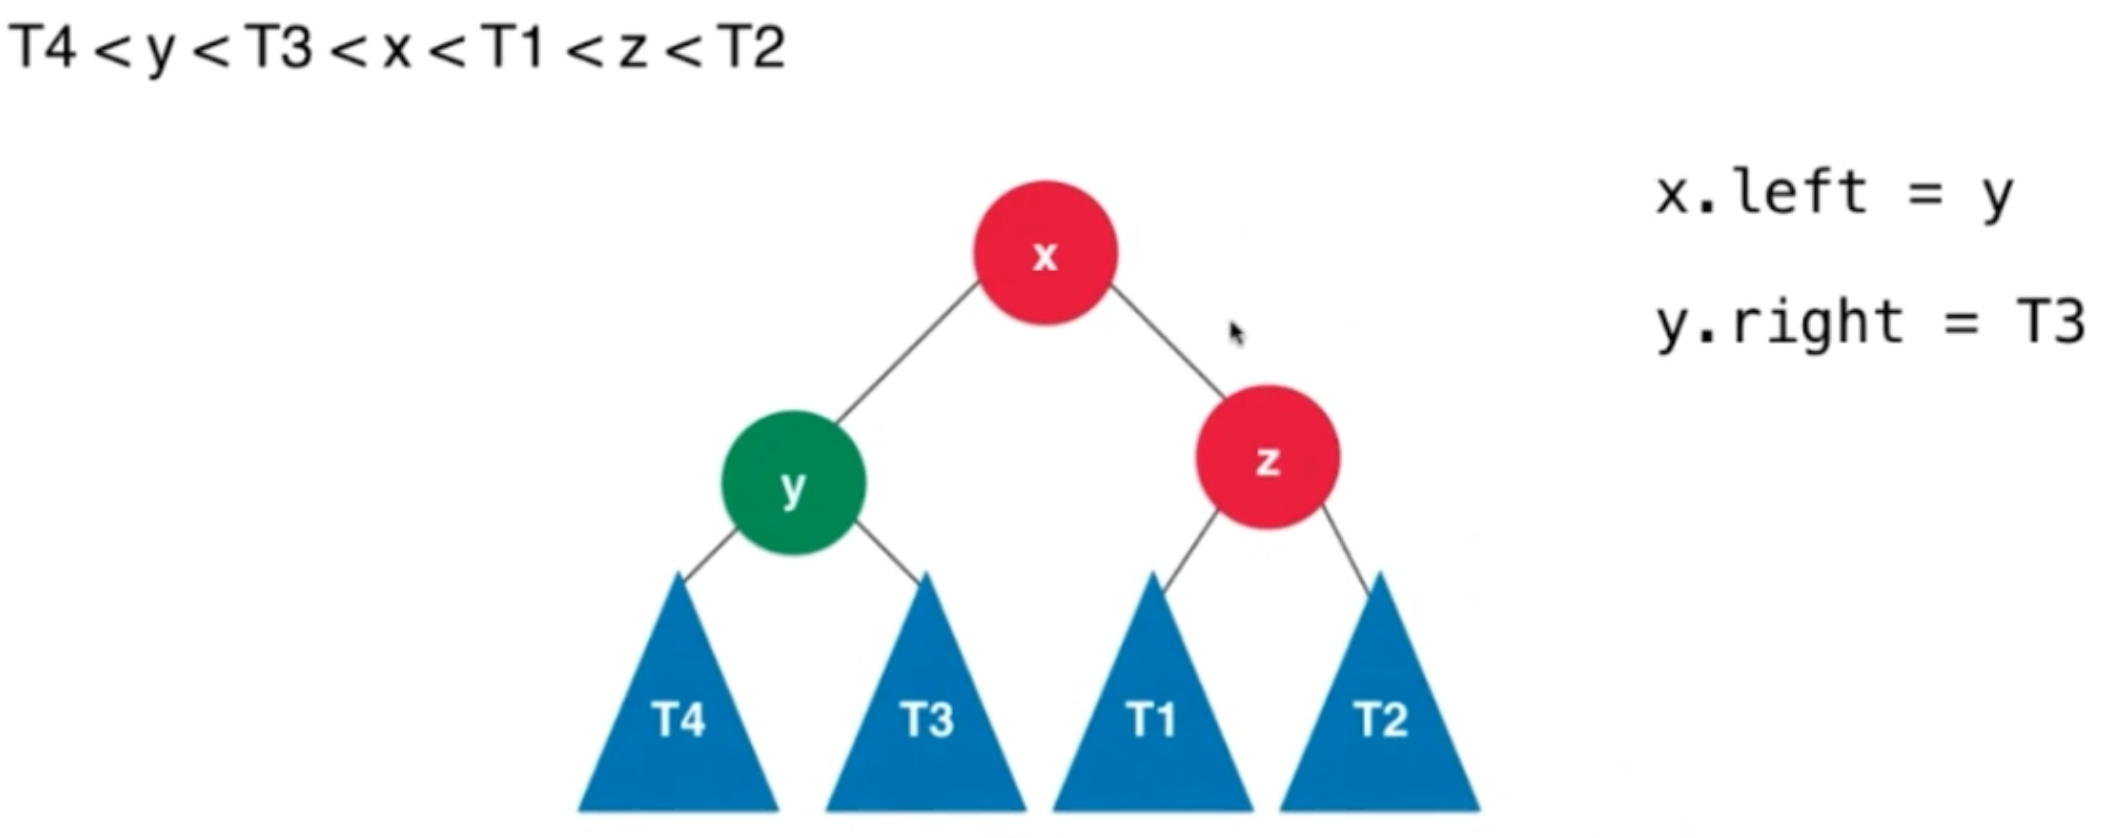 T4 < y < T3 < x < T1 < z < T2
x.left = y
y.right = T3
x
y
z
T4
T3
T1
T2